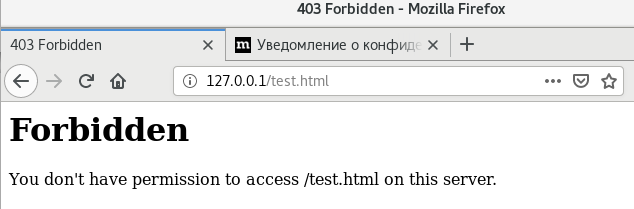 403 Forbidden - Mozilla Firefox
403 Forbidden
m Уведомление о конфиде
127.0.0.1/test.html
Forbidden
You don't have permission to access /test.html on this server.